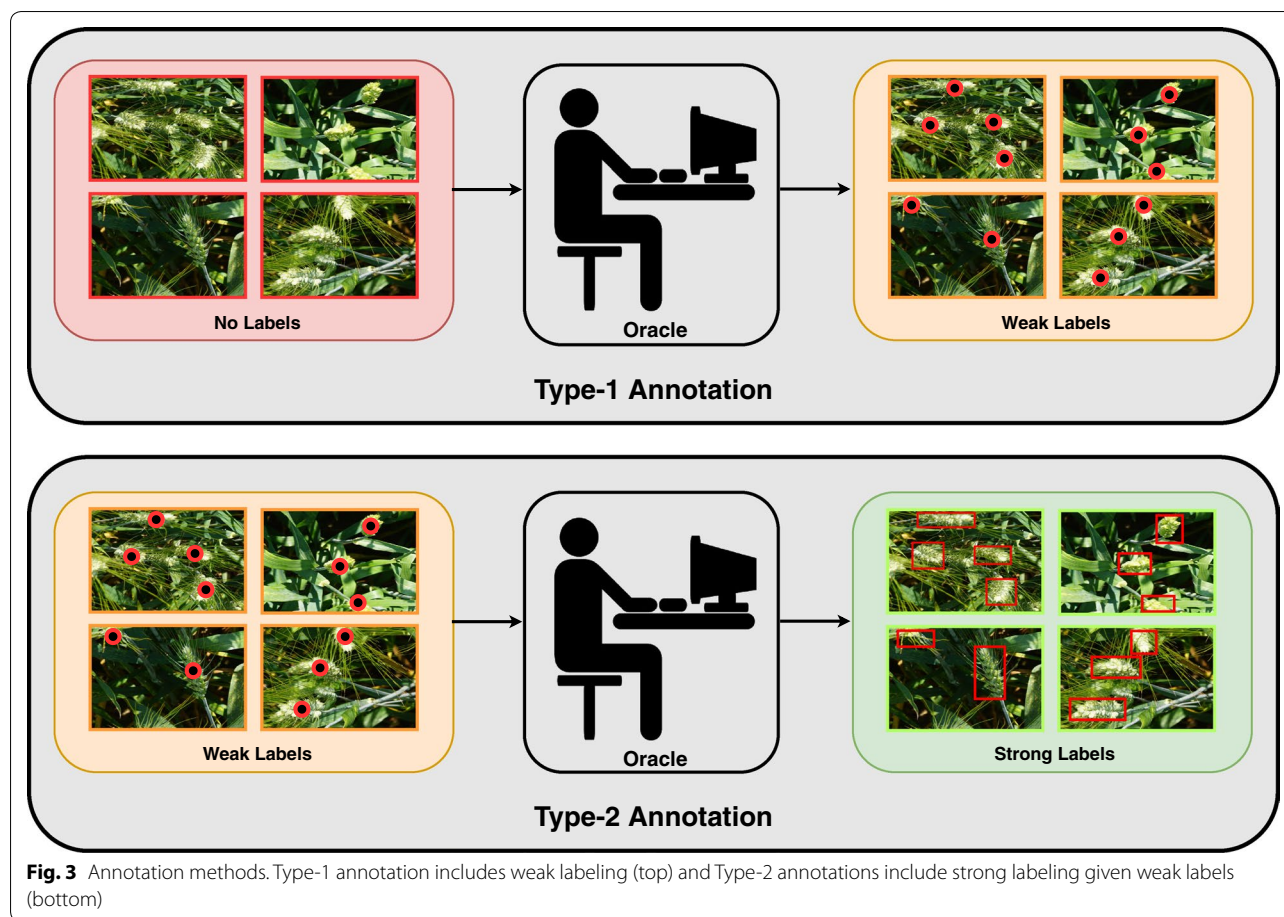 No Labels
Oracle
Weak Labels
Type-1 Annotation
Weak Labels
Oracle
Strong Labels
Type-2 Annotation
Fig. 3 Annotation methods. Type-1 annotation includes weak labeling (top) and Type-2 annotations include strong labeling given weak labels
(bottom)